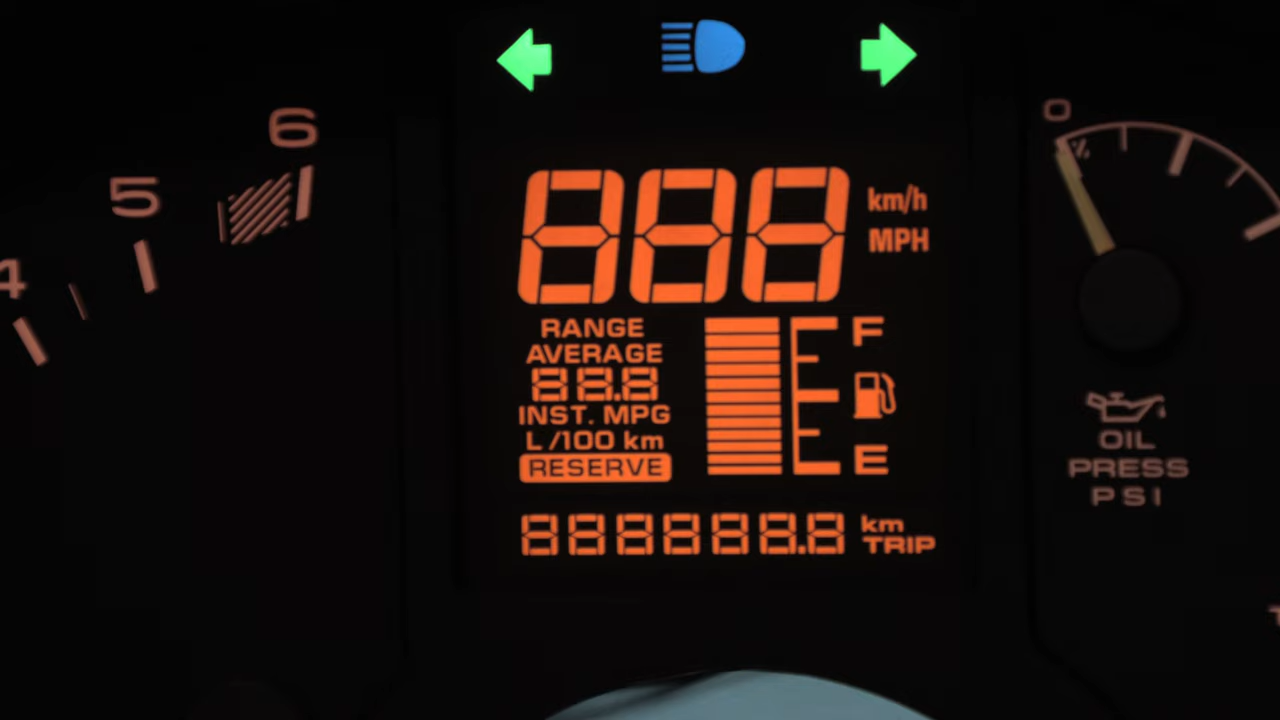 6
5
4
0
888
km/h
MPH
RANGE
AVERAGE
88.8
INST. MPG
L /100 km
RESERVE
F
E
OIL
PRESS
PSI
888888.8
km
TRIP